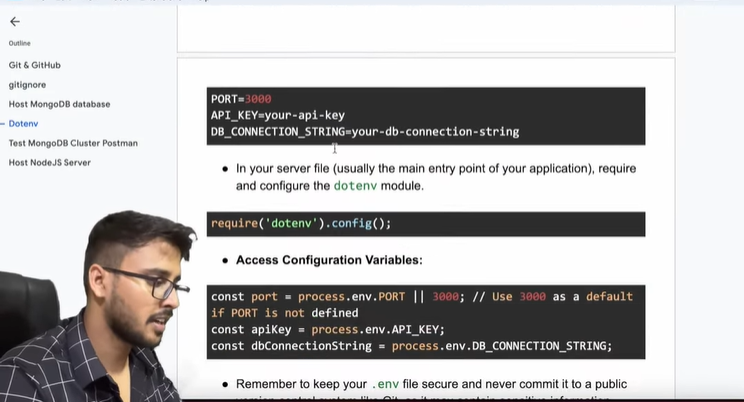 Outline
Git & GitHub
gitignore
Host MongoDB database
Dotenv
Test MongoDB Cluster Postman
Host NodeJS Server
PORT=3000
API_KEY=your-api-key
DB_CONNECTION_STRING=your-db-connection-string
• In your server file (usually the main entry point of your application), require
and configure the dotenv module.
require('dotenv').config();
• Access Configuration Variables:
const port = process.env.PORT || 3000; // Use 3000 as a default
if PORT is not defined
const apiKey = process.env.API_KEY;
const dbConnectionString = process.env.DB_CONNECTION_STRING;
• Remember to keep your .env file secure and never commit it to a public